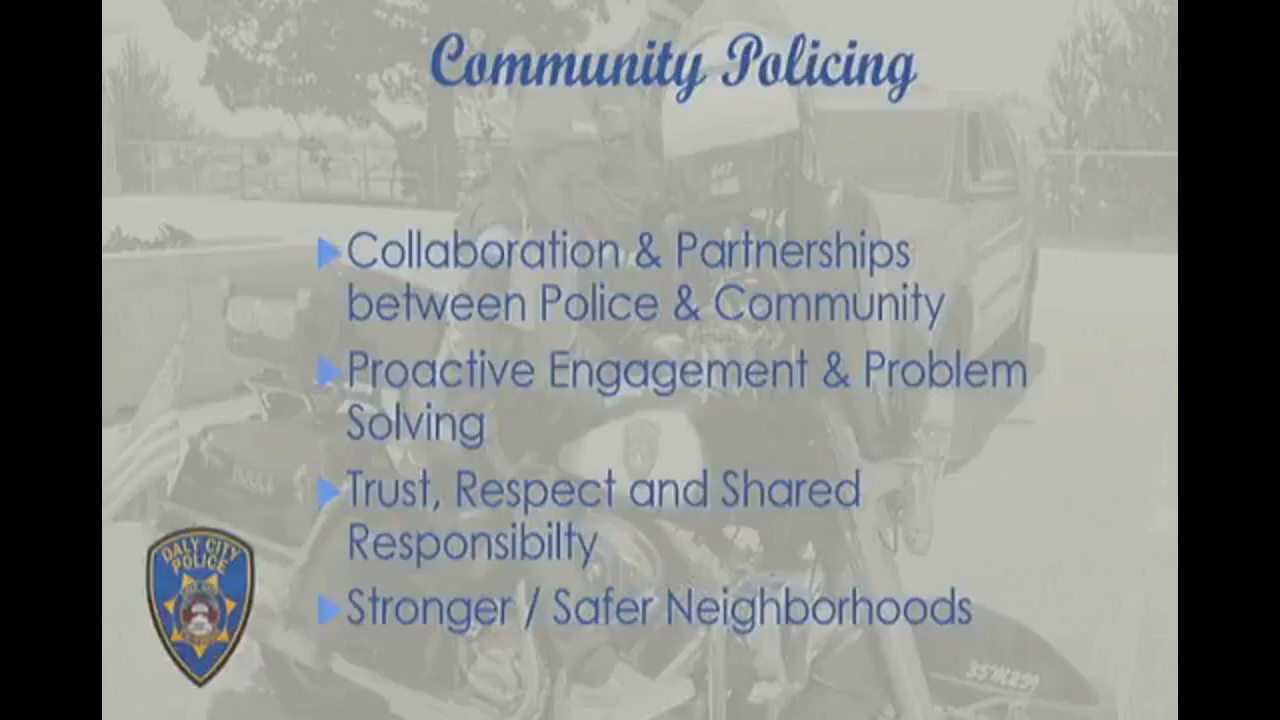 Community Policing
Collaboration & Partnerships
between Police & Community
Proactive Engagement & Problem
Solving
Trust, Respect and Shared
Responsibilty
Stronger / Safer Neighborhoods
DALY CITY
POLICE